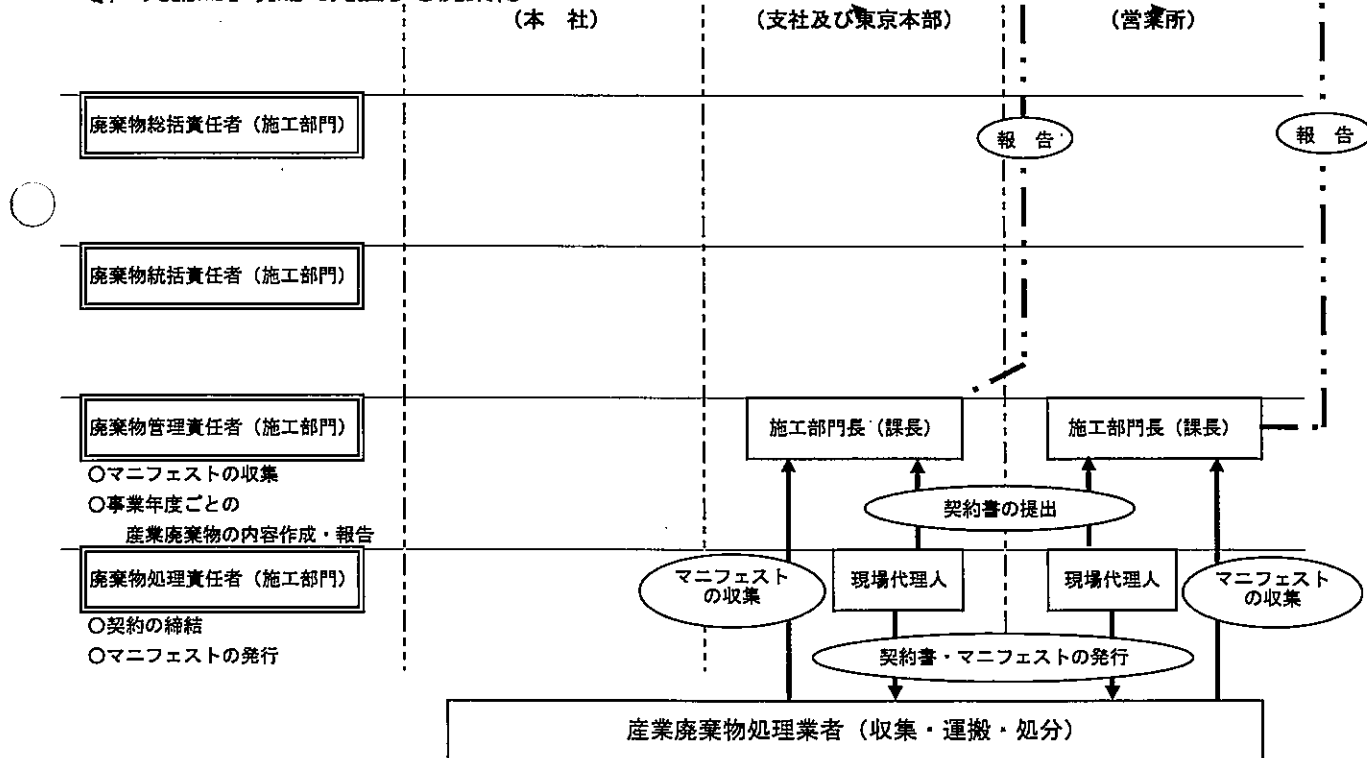 （本　社）
（支社及び東京本部）
（営業所）
廃棄物総括責任者（施工部門）
報　告
報　告
廃棄物統括責任者（施工部門）
廃棄物管理責任者（施工部門）
施工部門長（課長）
施工部門長（課長）
○マニフェストの収集
○事業年度ごとの
産業廃棄物の内容作成・報告
契約書の提出
廃棄物処理責任者（施工部門）
マニフェスト
の収集
現場代理人
現場代理人
マニフェスト
の収集
○契約の締結
○マニフェストの発行
契約書・マニフェストの発行
産業廃棄物処理業者（収集・運搬・処分）